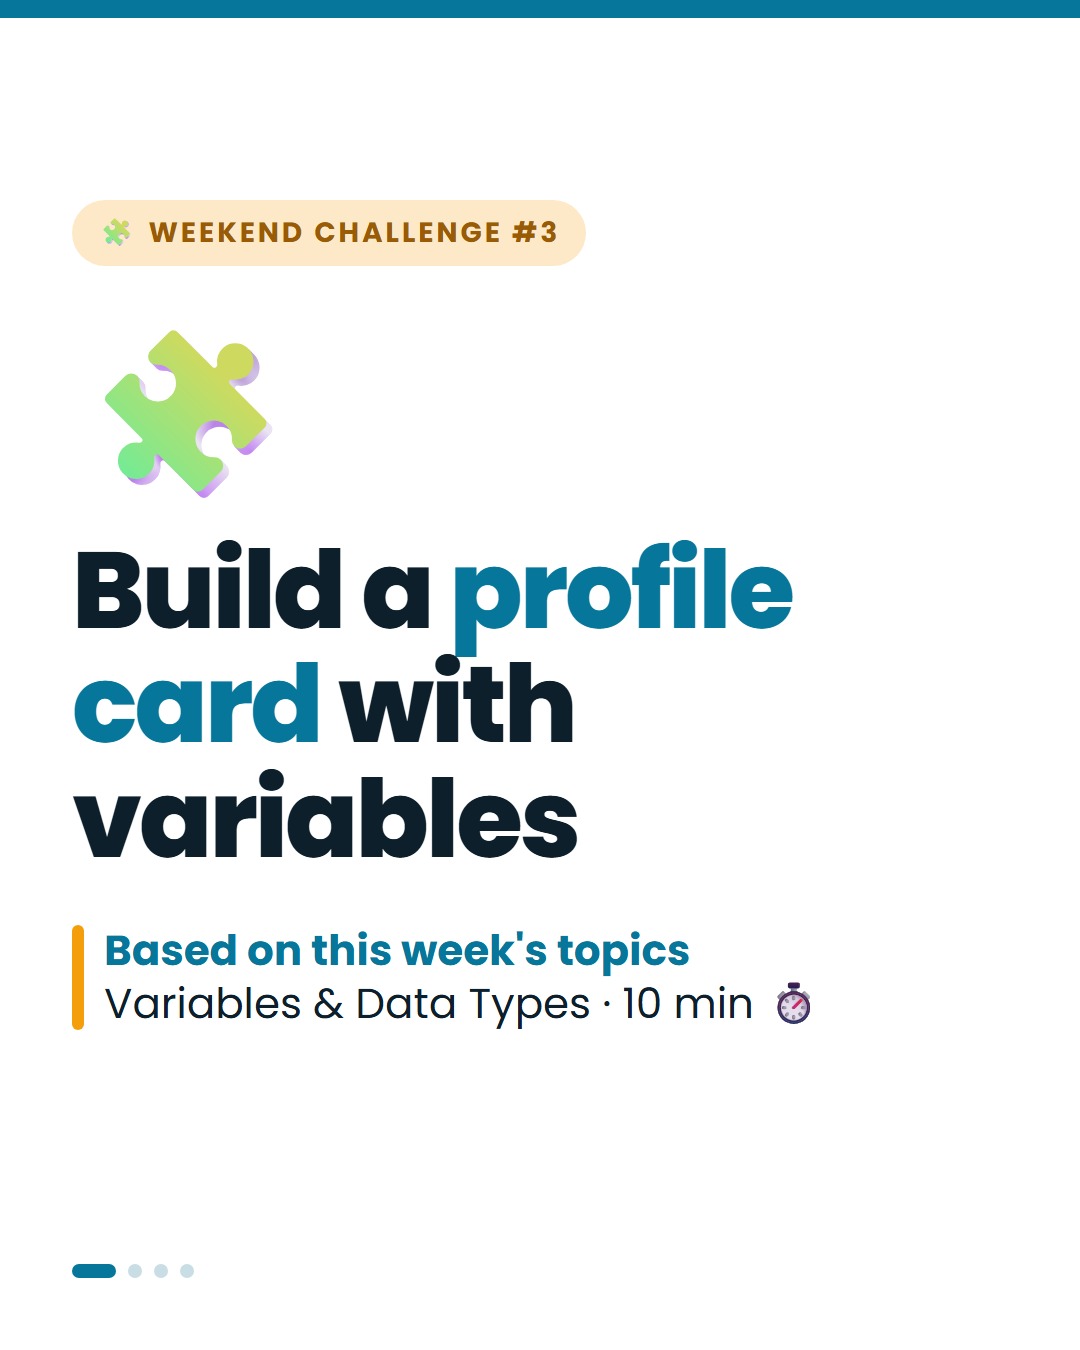 WEEKEND CHALLENGE #3
Build a profile
card with
variables
Based on this week's topics
Variables & Data Types · 10 min